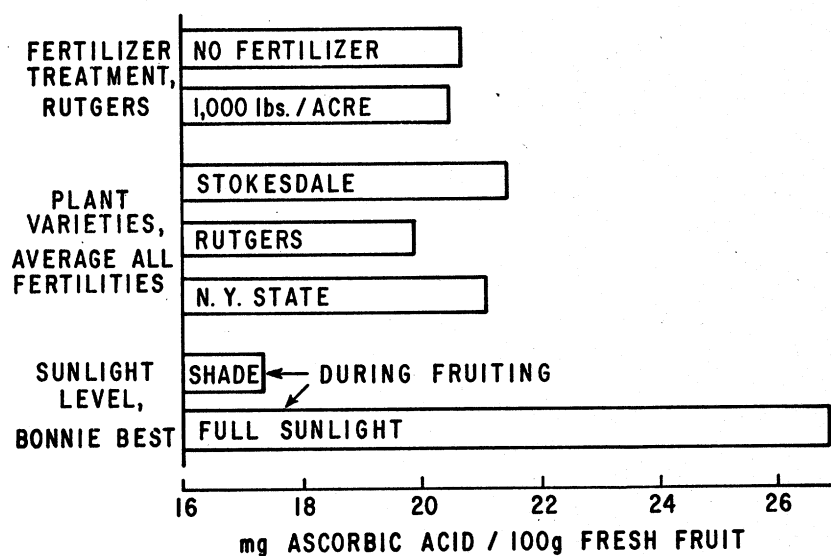 FERTILIZER
TREATMENT,
RUTGERS
NO FERTILIZER
1,000 lbs. / ACRE
PLANT
VARIETIES,
AVERAGE ALL
FERTILITIES
STOKESDALE
RUTGERS
N. Y. STATE
SUNLIGHT
LEVEL,
BONNIE BEST
SHADE
DURING FRUITING
FULL SUNLIGHT
16 18 20 22 24 26
mg ASCORBIC ACID / 100g FRESH FRUIT